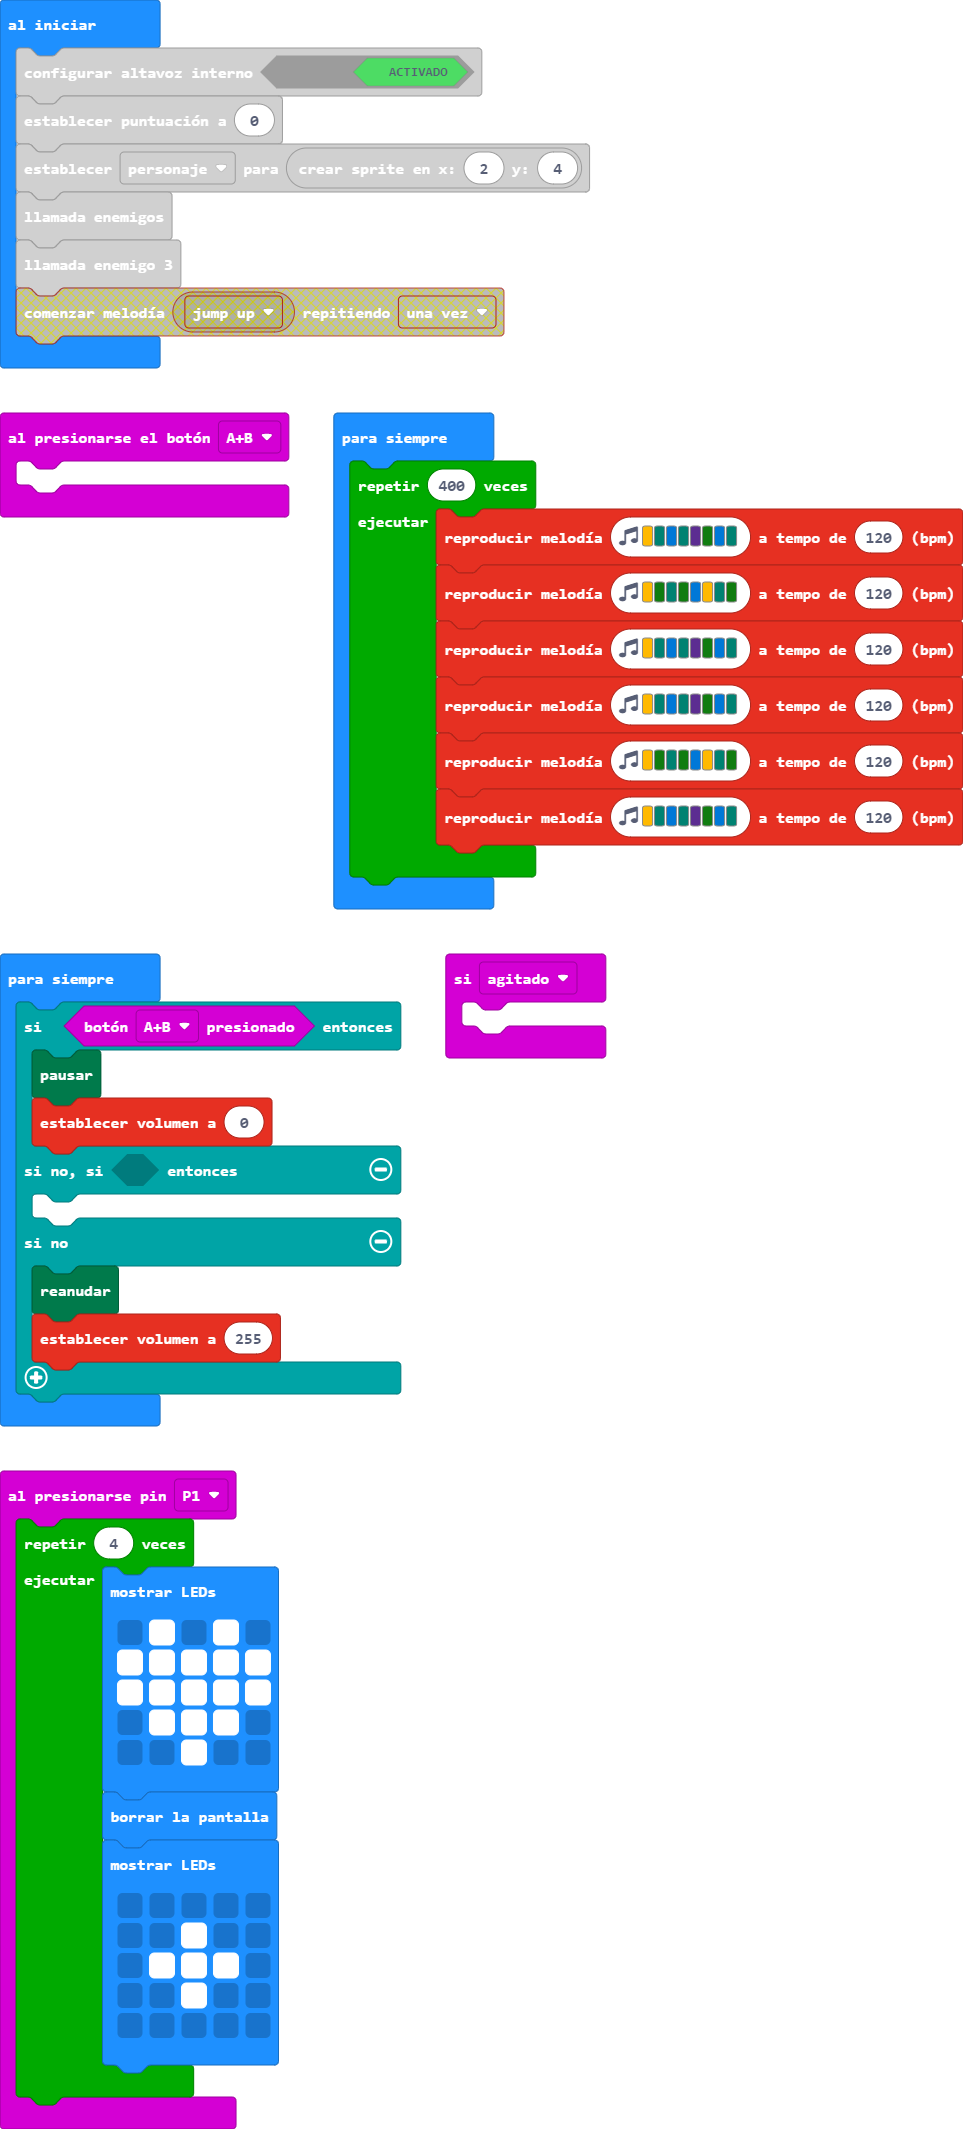 al iniciar
configurar altavoz interno ACTIVADO
establecer puntuación a 0
establecer personaje para crear sprite en x: 2 y: 4
llamada enemigos
llamada enemigo 3
comenzar melodía jump up repitiendo una vez
al presionarse el botón A+B
para siempre
repetir 400 veces
ejecutar
reproducir melodía a tempo de 120 (bpm)
reproducir melodía a tempo de 120 (bpm)
reproducir melodía a tempo de 120 (bpm)
reproducir melodía a tempo de 120 (bpm)
reproducir melodía a tempo de 120 (bpm)
reproducir melodía a tempo de 120 (bpm)
para siempre
si botón A+B presionado entonces
pausar
establecer volumen a 0
si no, si entonces
si no
reanudar
establecer volumen a 255
si agitado
al presionarse pin P1
repetir 4 veces
ejecutar
mostrar LEDs
borrar la pantalla
mostrar LEDs